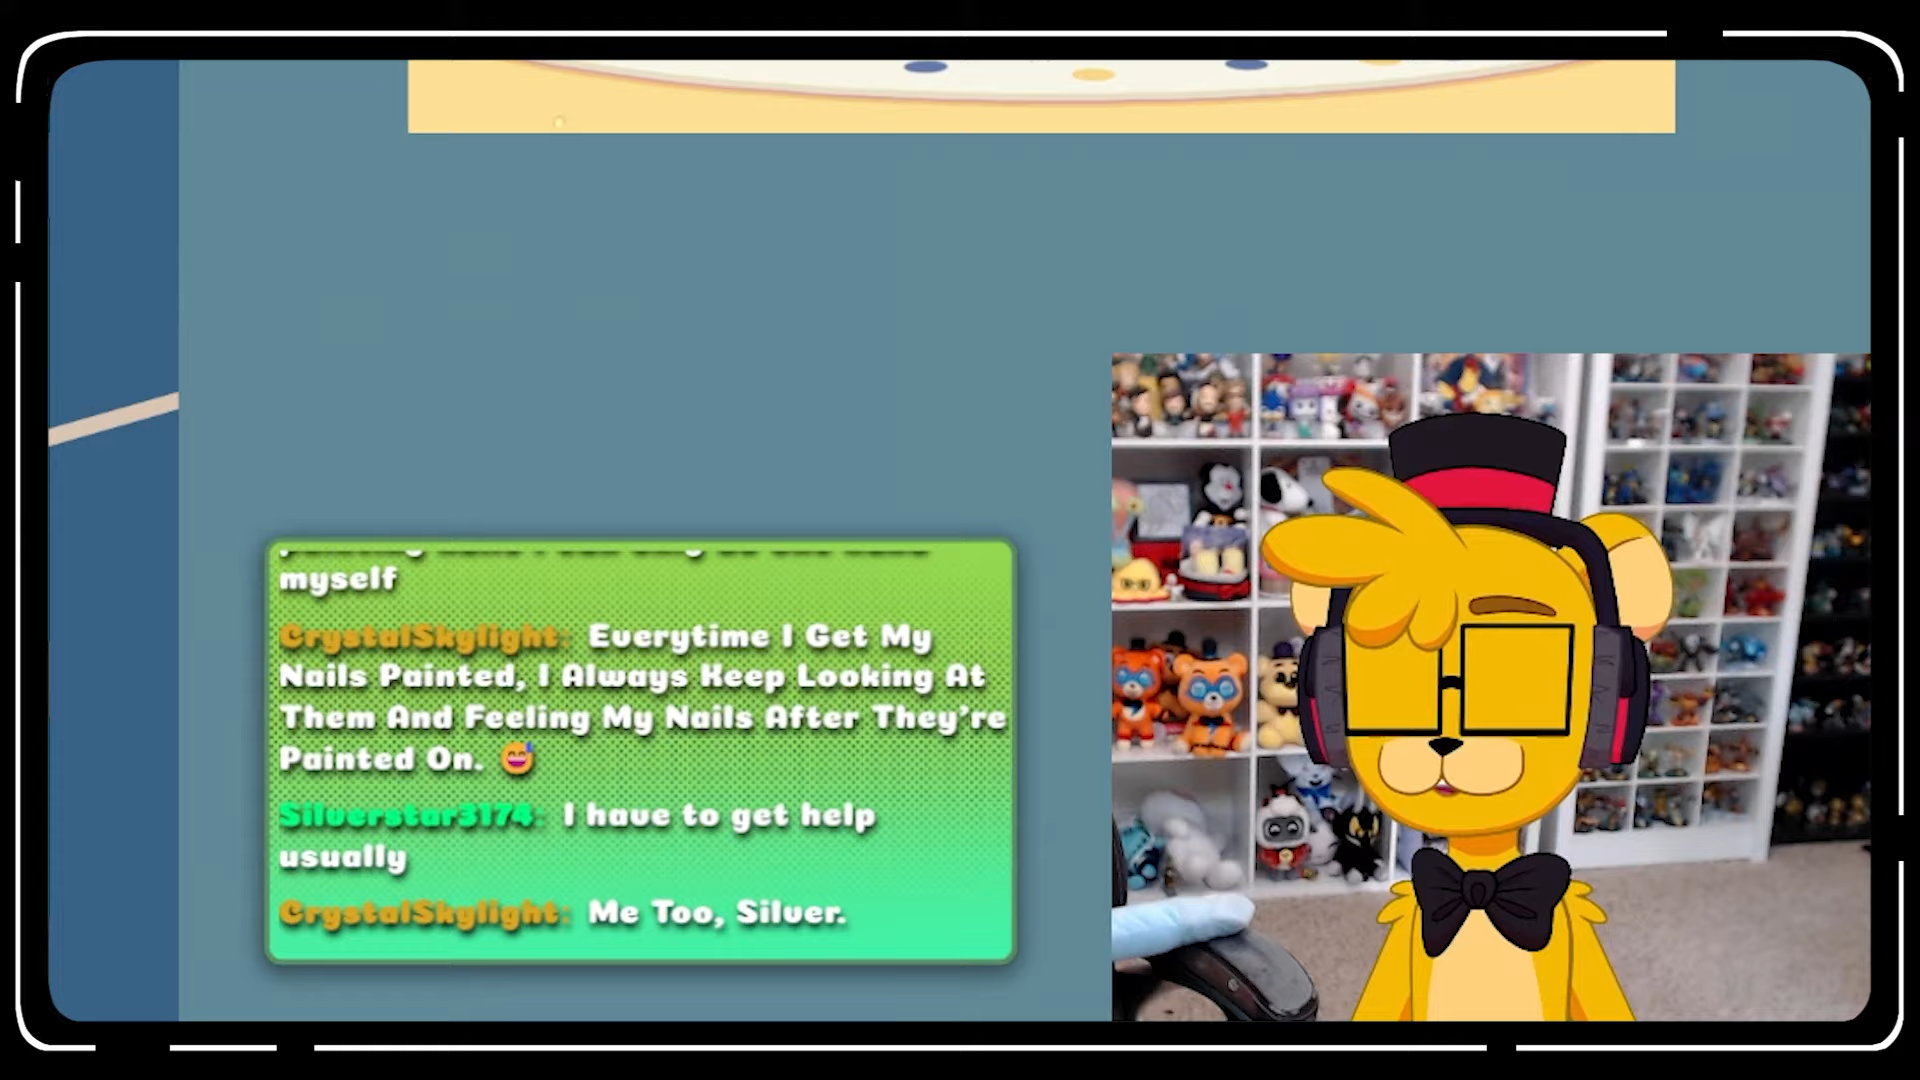 myself
CrystalSkylight: Everytime I Get My
Nails Painted, I Always Keep Looking At
Them And Feeling My Nails After They're
Painted On. 😅
Silverstar3174: I have to get help
usually
CrystalSkylight: Me Too, Silver.